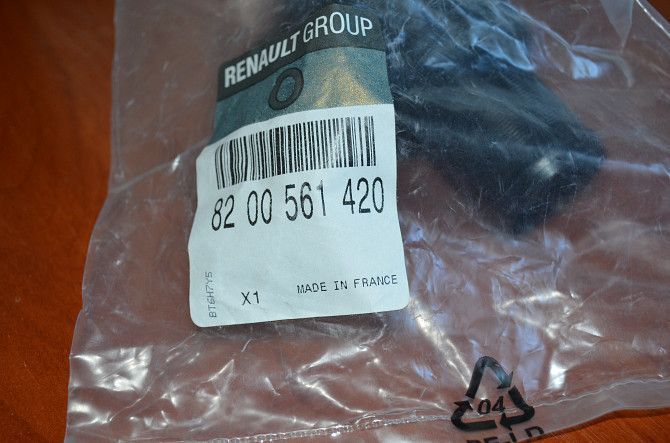 RENAULT GROUP
82 00 561 420
BT6H7Y5
X1 MADE IN FRANCE
04